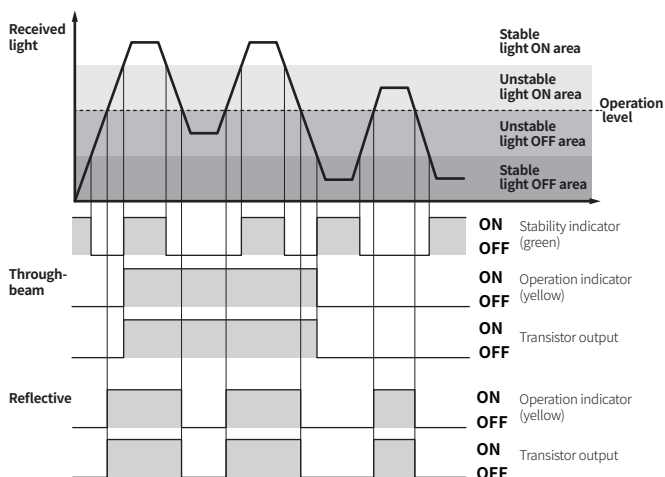 Received
light
Stable
light ON area
Unstable
light ON area
Operation
level
Unstable
light OFF area
Stable
light OFF area
ON
OFF
Stability indicator
(green)
Through-
beam
ON
OFF
Operation indicator
(yellow)
ON
OFF
Transistor output
Reflective
ON
OFF
Operation indicator
(yellow)
ON
OFF
Transistor output